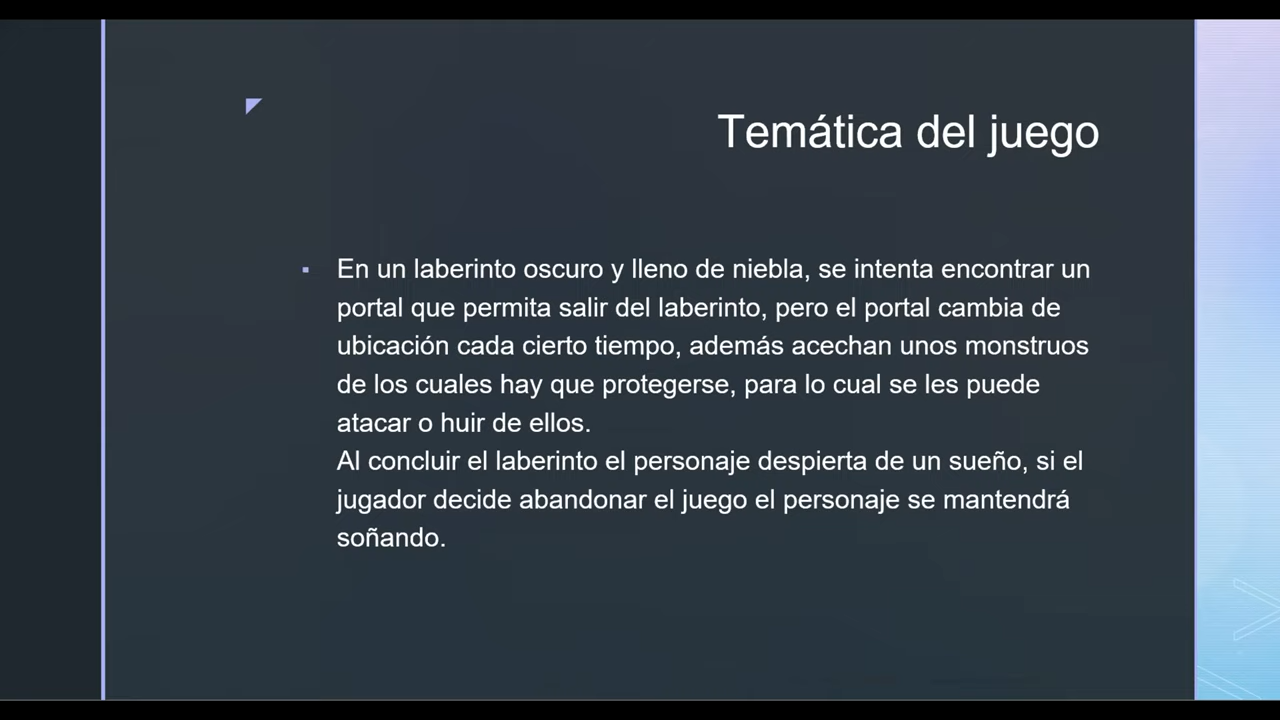 Temática del juego
En un laberinto oscuro y lleno de niebla, se intenta encontrar un
portal que permita salir del laberinto, pero el portal cambia de
ubicación cada cierto tiempo, además acechan unos monstruos
de los cuales hay que protegerse, para lo cual se les puede
atacar o huir de ellos.
Al concluir el laberinto el personaje despierta de un sueño, si el
jugador decide abandonar el juego el personaje se mantendrá
soñando.